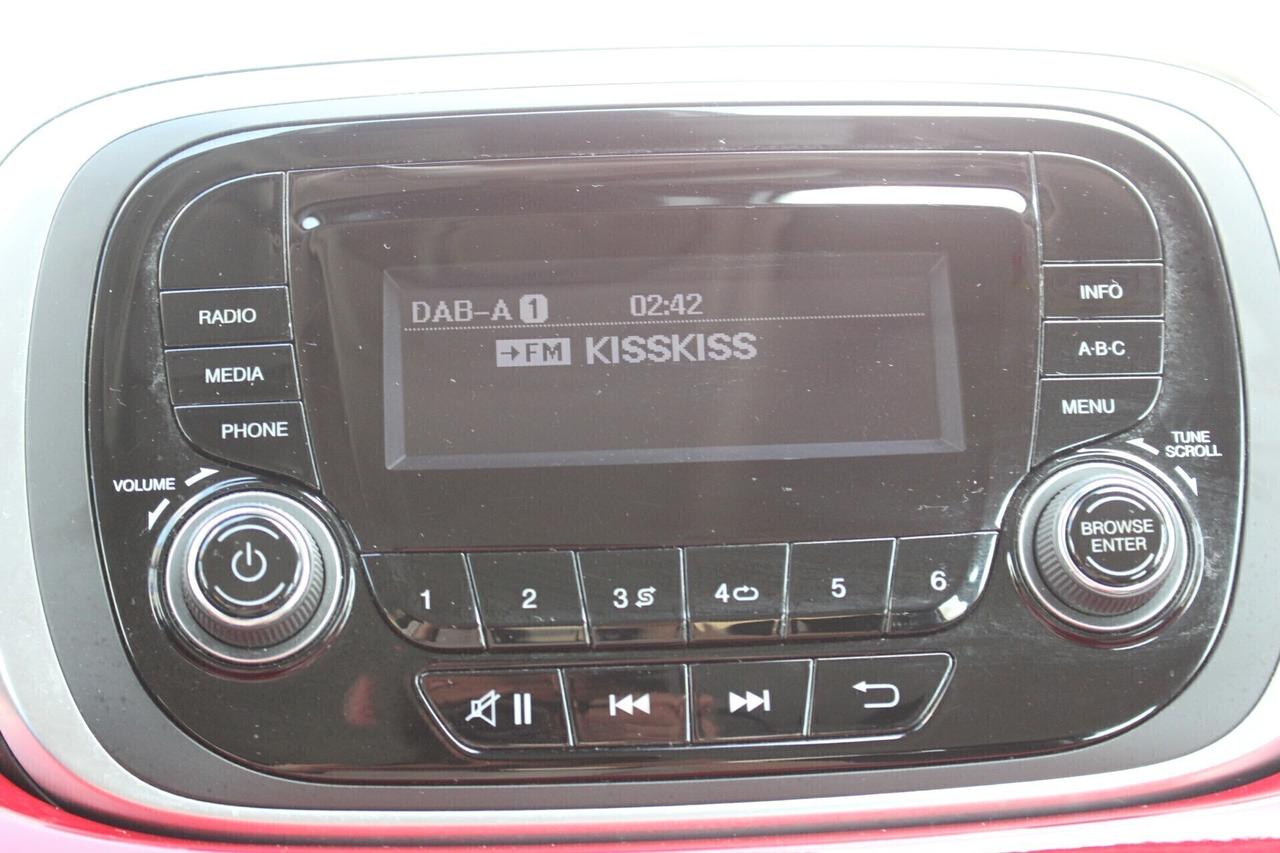 DAB-A 1 02:42
→FM KISSKISS
RADIO
MEDIA
PHONE
VOLUME
INFÒ
A·B·C
MENU
TUNE
SCROLL
BROWSE
ENTER
1 2 3 4 5 6